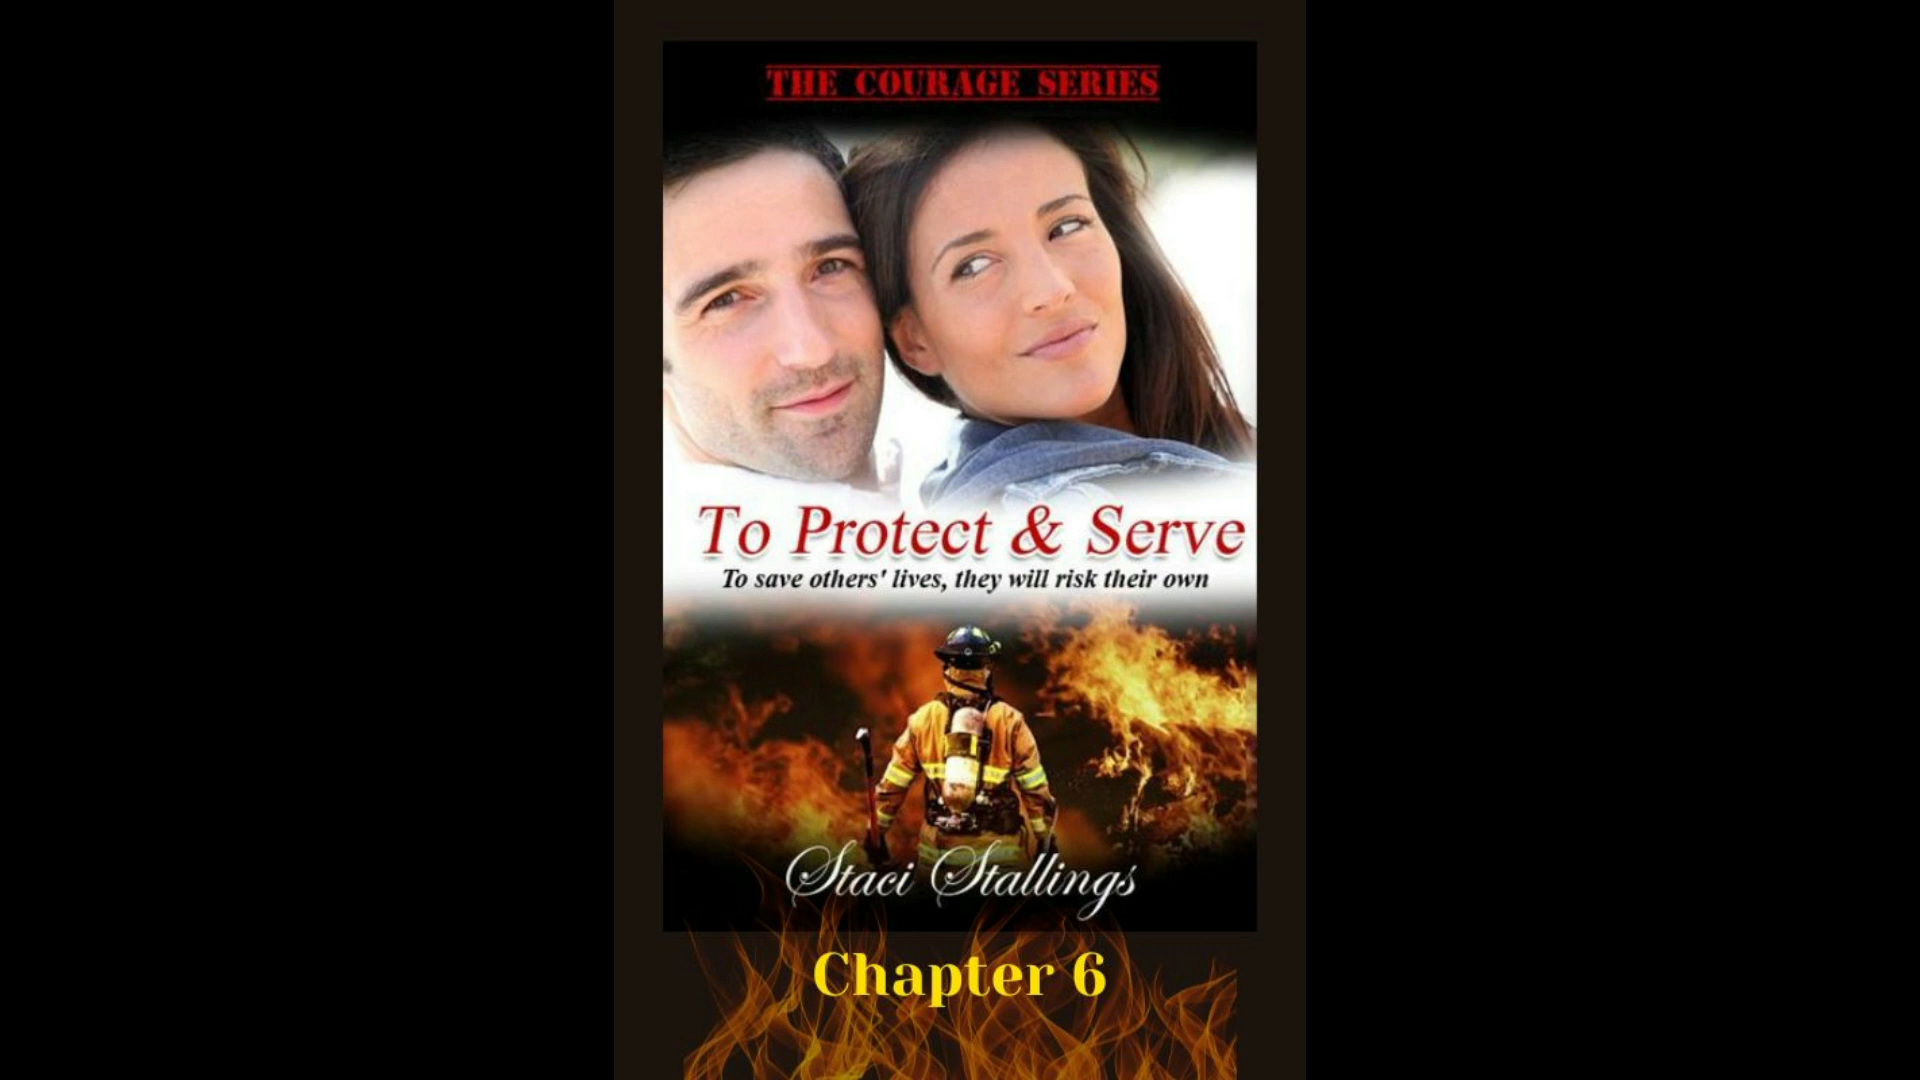 THE COURAGE SERIES
To Protect & Serve
To save others' lives, they will risk their own
Staci Stallings
Chapter 6